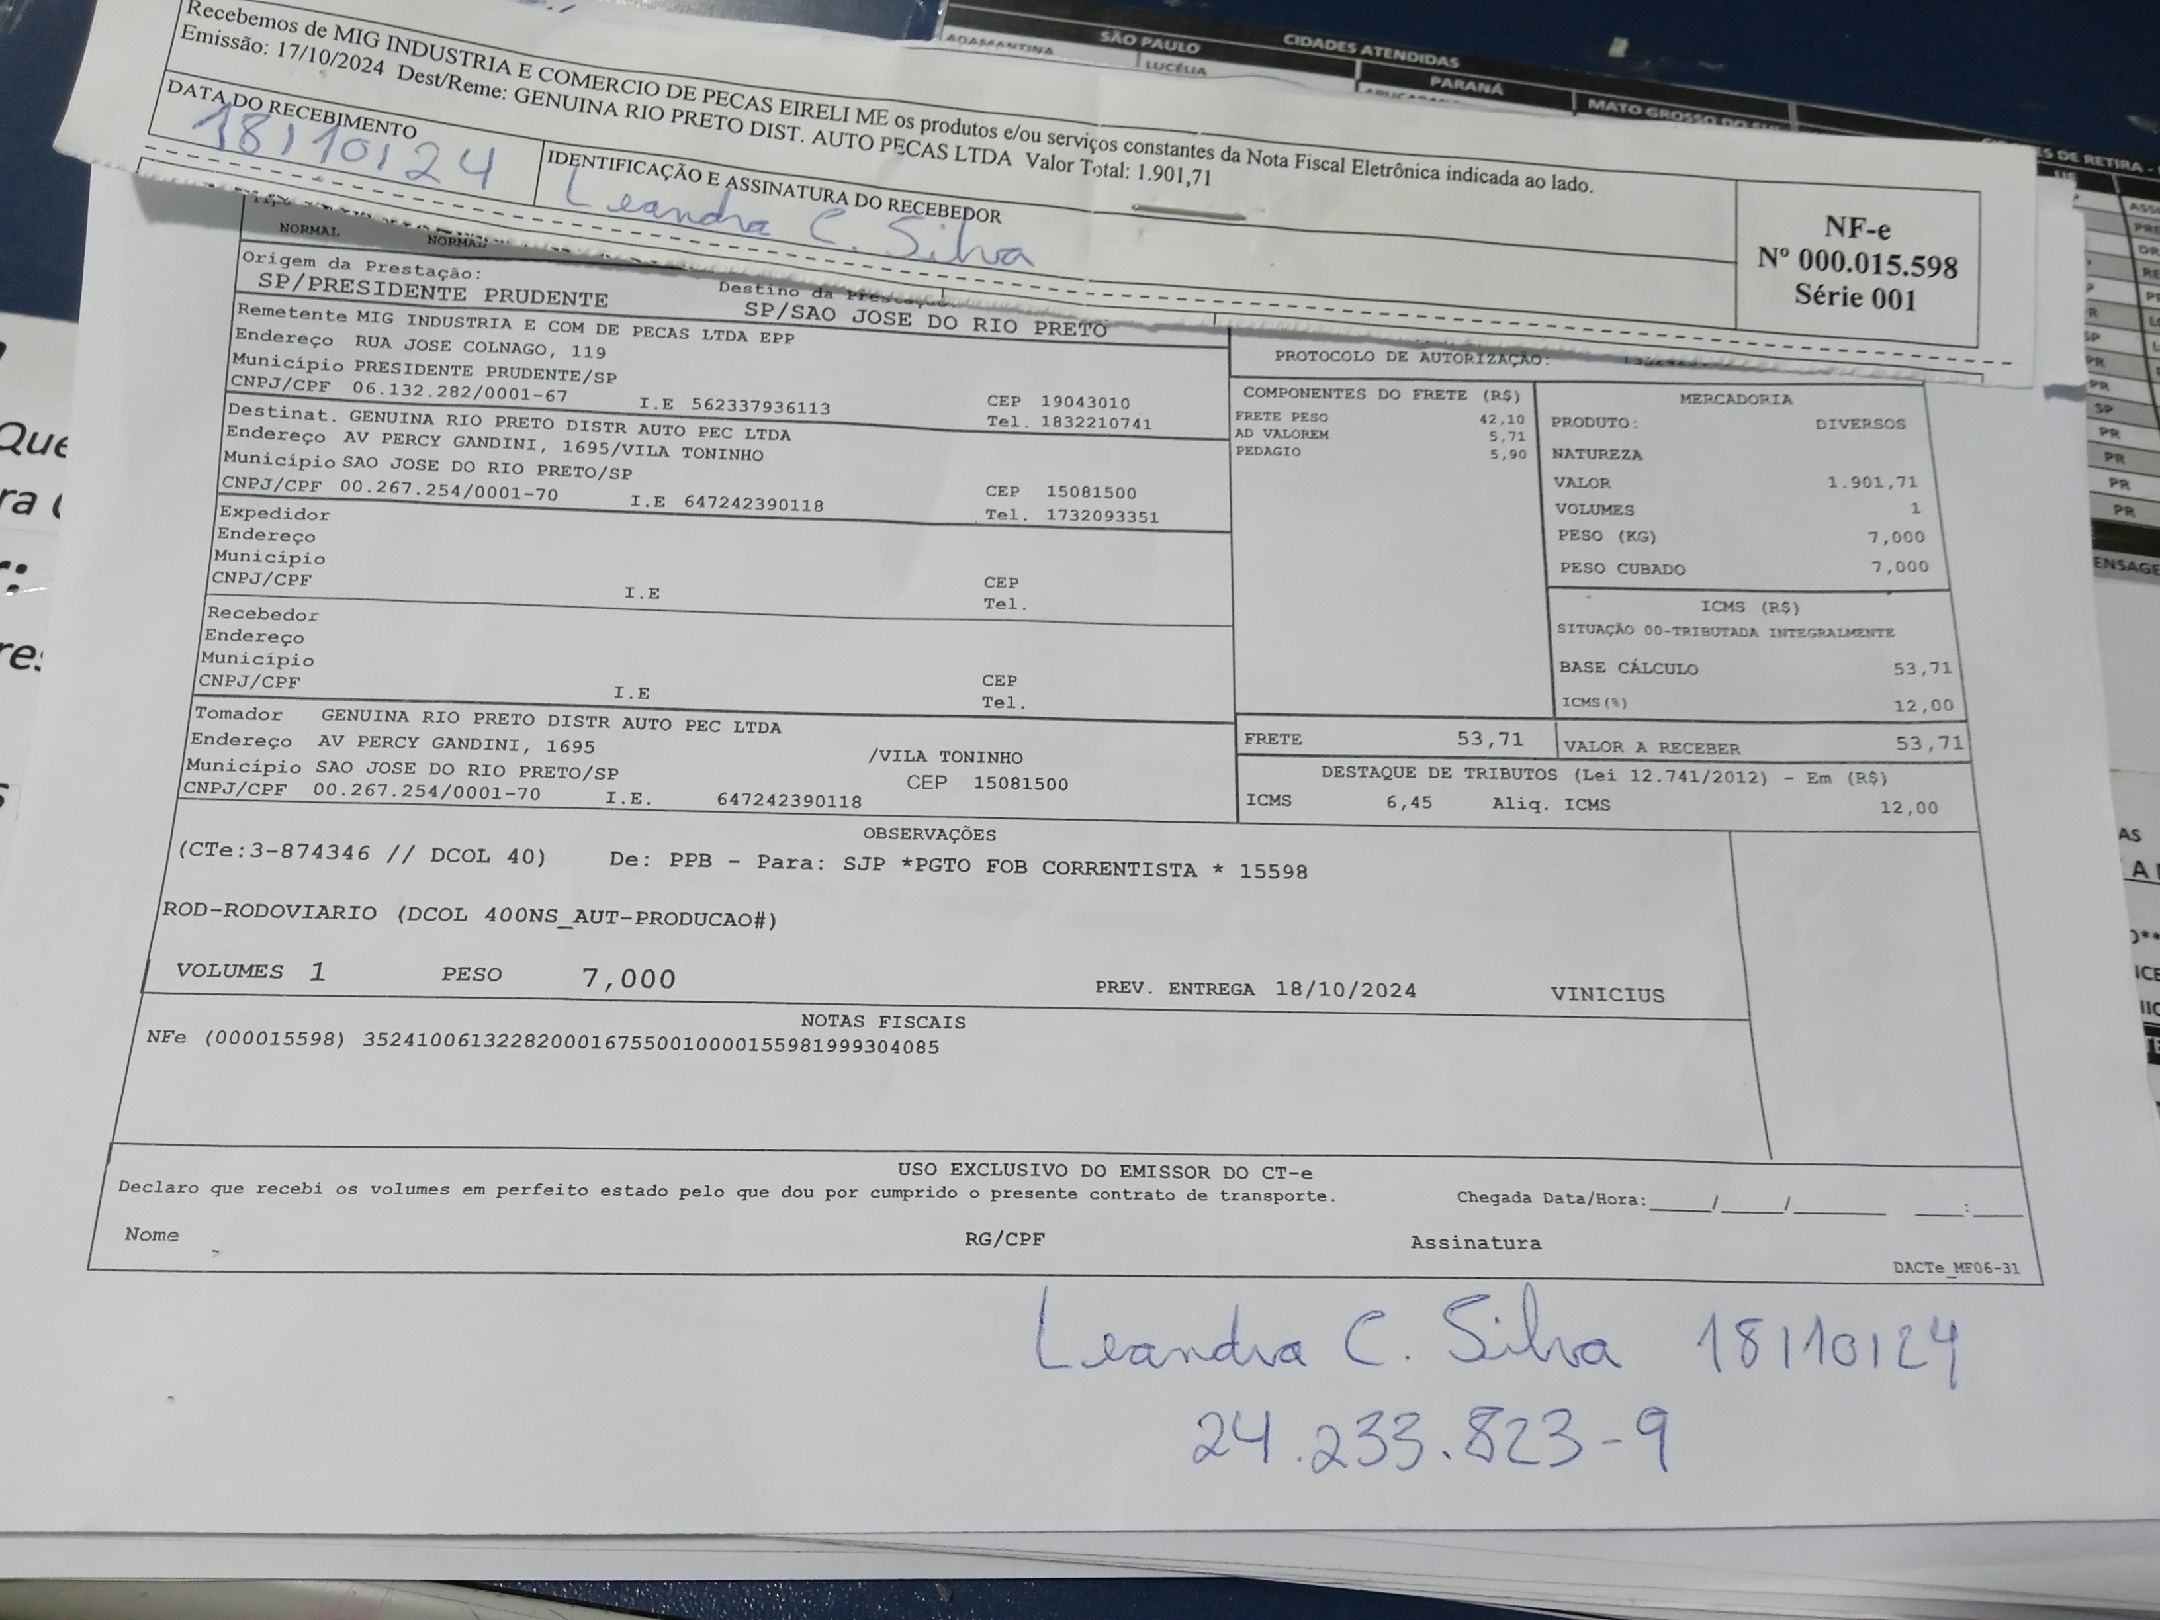 ADAMANTINA
SÃO PAULO
LUCÉLIA
CIDADES ATENDIDAS
PARANÁ
MATO GROSSO DO SUL
Recebemos de MIG INDUSTRIA E COMERCIO DE PECAS EIRELI ME os produtos e/ou serviços constantes da Nota Fiscal Eletrônica indicada ao lado.
Emissão: 17/10/2024 Dest/Reme: GENUINA RIO PRETO DIST. AUTO PECAS LTDA Valor Total: 1.901,71
DATA DO RECEBIMENTO
18/10/24
IDENTIFICAÇÃO E ASSINATURA DO RECEBEDOR
Leandra C. Silva
NF-e
Nº 000.015.598
Série 001
NORMAL NORMAL
Origem da Prestação:
SP/PRESIDENTE PRUDENTE
Destino da Prestação:
SP/SAO JOSE DO RIO PRETO
Remetente MIG INDUSTRIA E COM DE PECAS LTDA EPP
Endereço RUA JOSE COLNAGO, 119
Município PRESIDENTE PRUDENTE/SP
CEP 19043010
CNPJ/CPF 06.132.282/0001-67 I.E 562337936113 Tel. 1832210741
Destinat. GENUINA RIO PRETO DISTR AUTO PEC LTDA
Endereço AV PERCY GANDINI, 1695/VILA TONINHO
Município SAO JOSE DO RIO PRETO/SP
CEP 15081500
CNPJ/CPF 00.267.254/0001-70 I.E 647242390118 Tel. 1732093351
Expedidor
Endereço
Município
CEP
CNPJ/CPF I.E Tel.
Recebedor
Endereço
Município
CEP
CNPJ/CPF I.E Tel.
Tomador GENUINA RIO PRETO DISTR AUTO PEC LTDA
Endereço AV PERCY GANDINI, 1695 /VILA TONINHO
Município SAO JOSE DO RIO PRETO/SP CEP 15081500
CNPJ/CPF 00.267.254/0001-70 I.E. 647242390118
PROTOCOLO DE AUTORIZAÇÃO:
COMPONENTES DO FRETE (R$)
FRETE PESO 42,10
AD VALOREM 5,71
PEDAGIO 5,90
MERCADORIA
PRODUTO: DIVERSOS
NATUREZA
VALOR 1.901,71
VOLUMES 1
PESO (KG) 7,000
PESO CUBADO 7,000
ICMS (R$)
SITUAÇÃO 00-TRIBUTADA INTEGRALMENTE
BASE CÁLCULO 53,71
ICMS(%) 12,00
FRETE 53,71 VALOR A RECEBER 53,71
DESTAQUE DE TRIBUTOS (Lei 12.741/2012) - Em (R$)
ICMS 6,45 Aliq. ICMS 12,00
OBSERVAÇÕES
(CTe:3-874346 // DCOL 40) De: PPB - Para: SJP *PGTO FOB CORRENTISTA * 15598
ROD-RODOVIARIO (DCOL 400NS_AUT-PRODUCAO#)
VOLUMES 1 PESO 7,000 PREV. ENTREGA 18/10/2024 VINICIUS
NOTAS FISCAIS
NFe (000015598) 35241006132282000167550010000155981999304085
USO EXCLUSIVO DO EMISSOR DO CT-e
Declaro que recebi os volumes em perfeito estado pelo que dou por cumprido o presente contrato de transporte. Chegada Data/Hora:_____/_____/________ ____:____
Nome RG/CPF Assinatura
DACTe_MF06-31
Leandra C. Silva 18/10/24
24.233.823-9